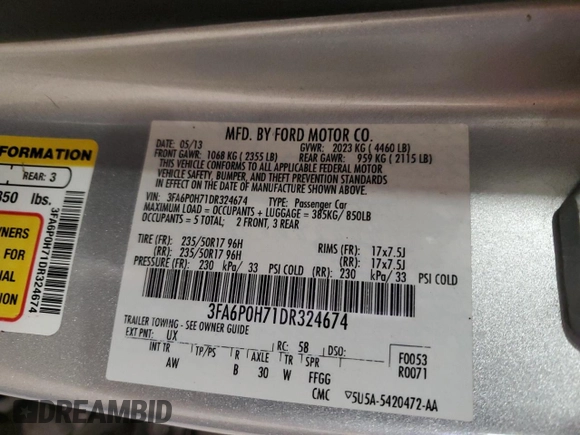 MFD. BY FORD MOTOR CO.
DATE: 05/13 GVWR: 2023 KG ( 4460 LB)
FRONT GAWR: 1068 KG ( 2355 LB) REAR GAWR: 959 KG ( 2115 LB)
THIS VEHICLE CONFORMS TO ALL APPLICABLE FEDERAL MOTOR
VEHICLE SAFETY, BUMPER, AND THEFT PREVENTION STANDARDS
IN EFFECT ON THE DATE OF MANUFACTURE SHOWN ABOVE.
VIN: 3FA6P0H71DR324674 TYPE: Passenger Car
MAXIMUM LOAD = OCCUPANTS + LUGGAGE = 385KG/ 850LB
OCCUPANTS = 5 TOTAL; 2 FRONT, 3 REAR
TIRE (FR): 235/50R17 96H RIMS (FR): 17x7.5J
(RR): 235/50R17 96H (RR): 17x7.5J
PRESSURE (FR): 230 kPa/ 33 PSI COLD (RR): 230 kPa/ 33 PSI COLD
3FA6P0H71DR324674
TRAILER TOWING - SEE OWNER GUIDE
EXT PNT: UX RC: 58 DSO:
F0053
R0071
INT TR TP/PS R AXLE TR SPR
AW B 30 W FFGG
CMC 5U5A-5420472-AA
FORMATION
REAR: 3
850 lbs.
WNERS
FOR
AL
TION
3FA6P0H71DR324674
DREAMBID